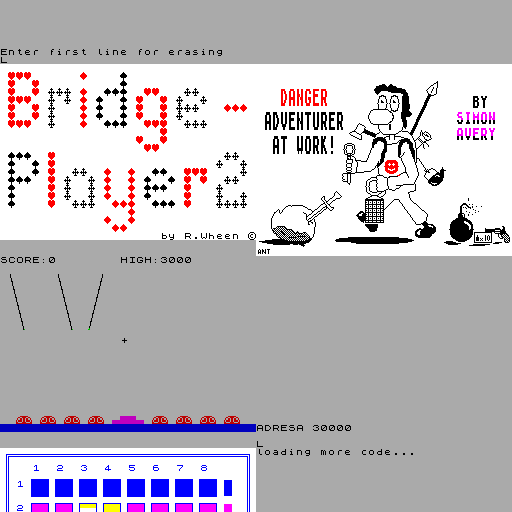 Enter first line for erasing
L
Bridge-
Player2
by R.Wheen ©
DANGER
ADVENTURER
AT WORK!
BY
SIMON
AVERY
x10
ANT
SCORE:0 HIGH:3000
ADRESA 30000
L
loading more code...
1 2 3 4 5 6 7 8
1
2